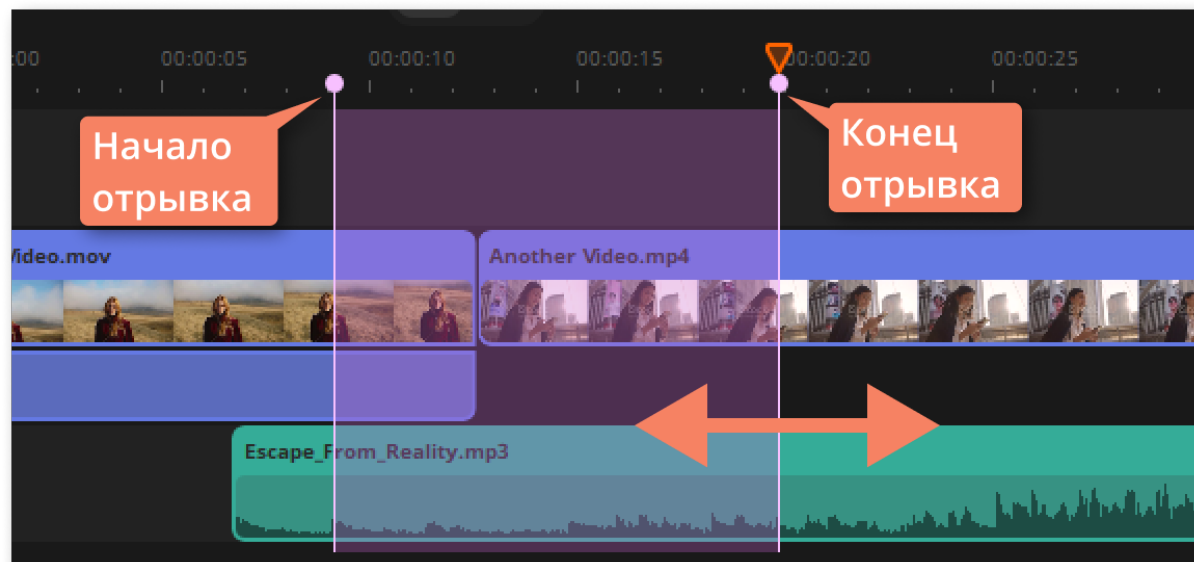 :00 00:00:05 00:00:10 00:00:15 00:00:20 00:00:25
Начало
отрывка
Конец
отрывка
Video.mov
Another Video.mp4
Escape_From_Reality.mp3